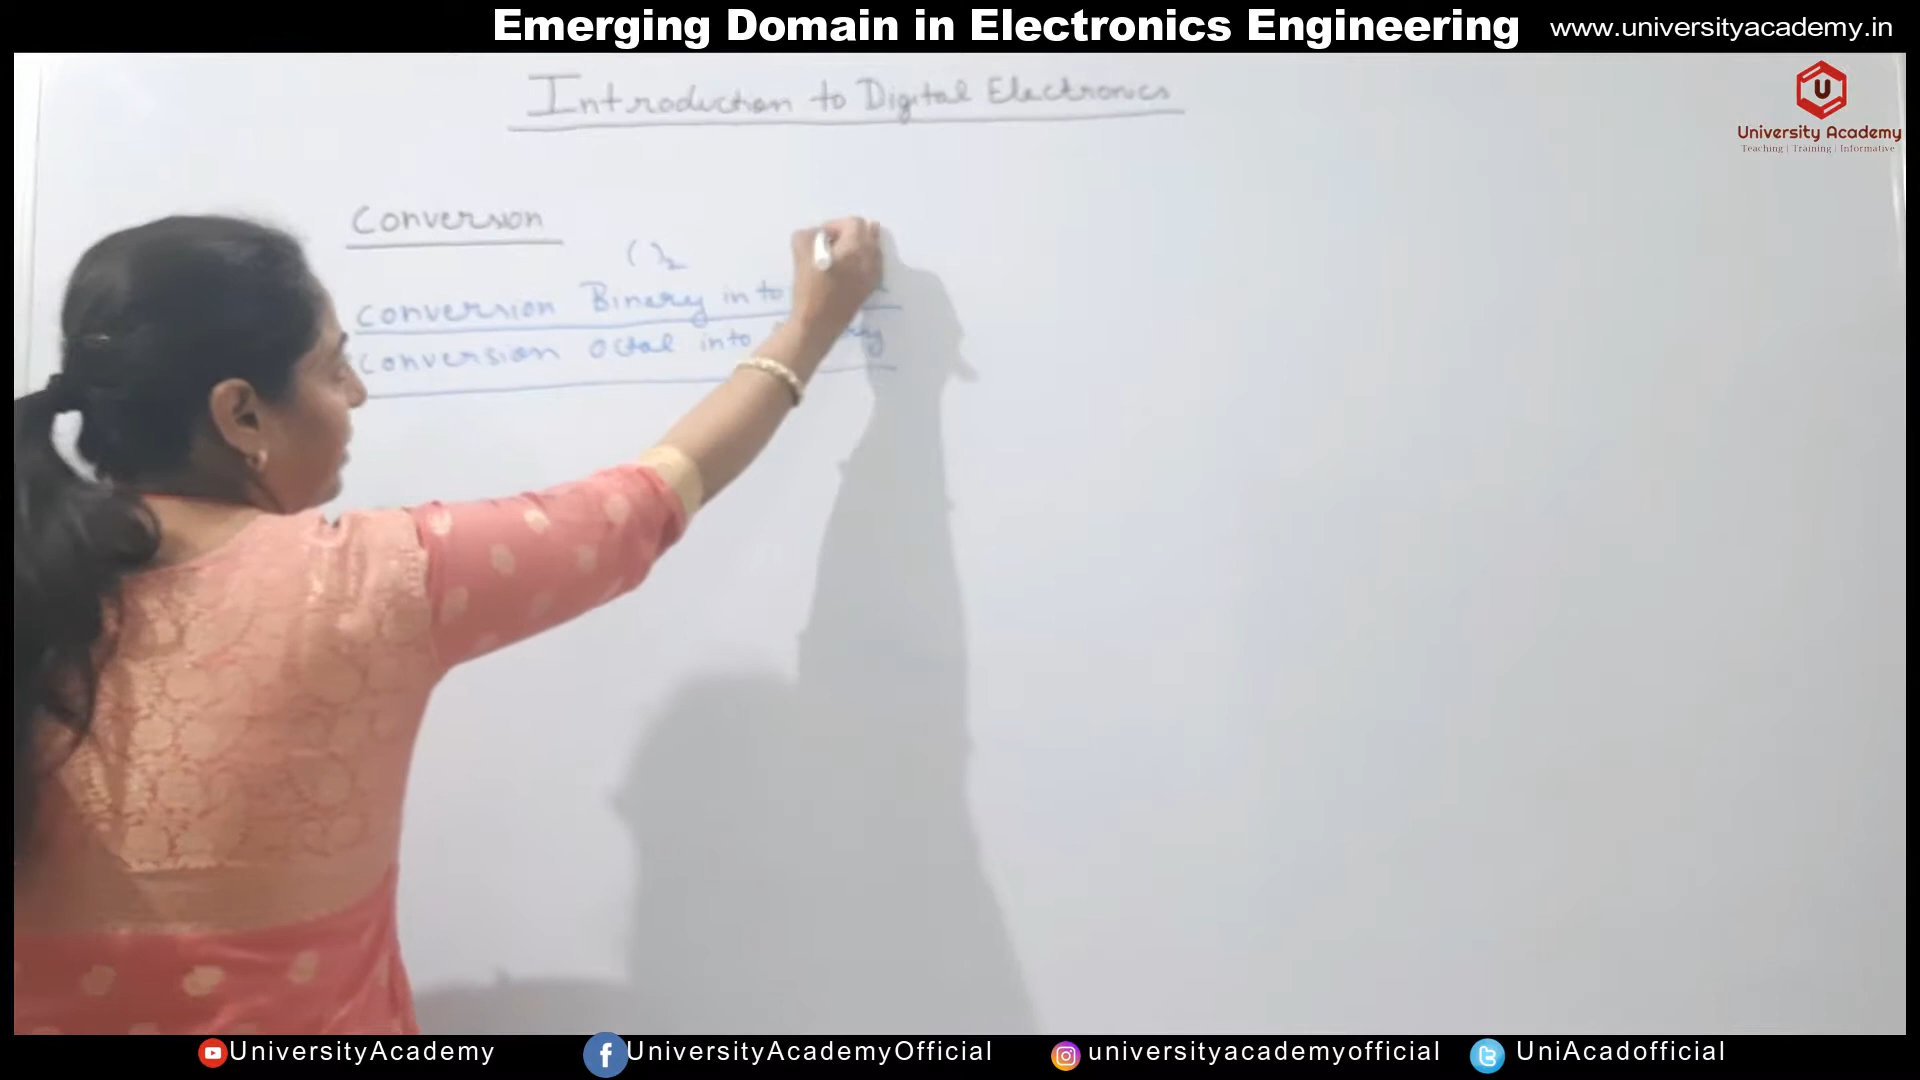 Emerging Domain in Electronics Engineering www.universityacademy.in
Introduction to Digital Electronics
U
University Academy
Teaching | Training | Informative
Conversion
( )2
Conversion Binary into
Conversion Octal into
UniversityAcademy UniversityAcademyOfficial universityacademyofficial UniAcadofficial